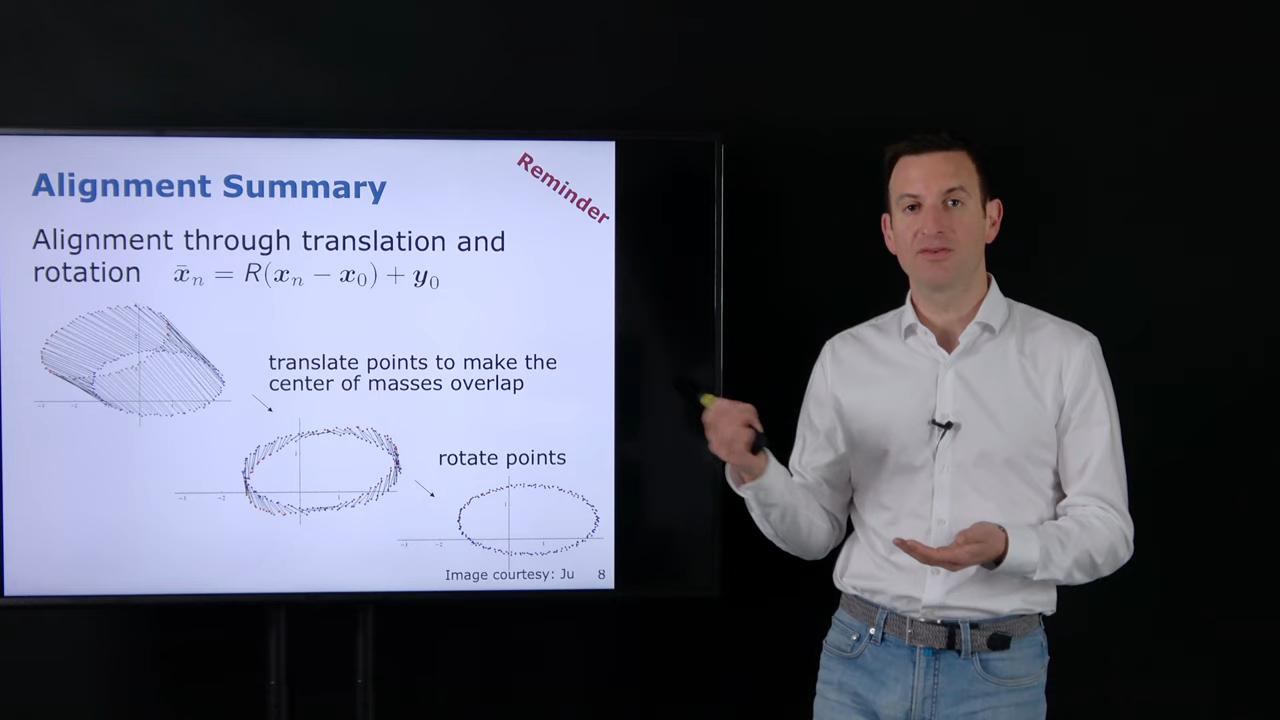 Reminder
Alignment Summary
Alignment through translation and
rotation x̄ₙ = R(xₙ − x₀) + y₀
translate points to make the
center of masses overlap
rotate points
Image courtesy: Ju 8